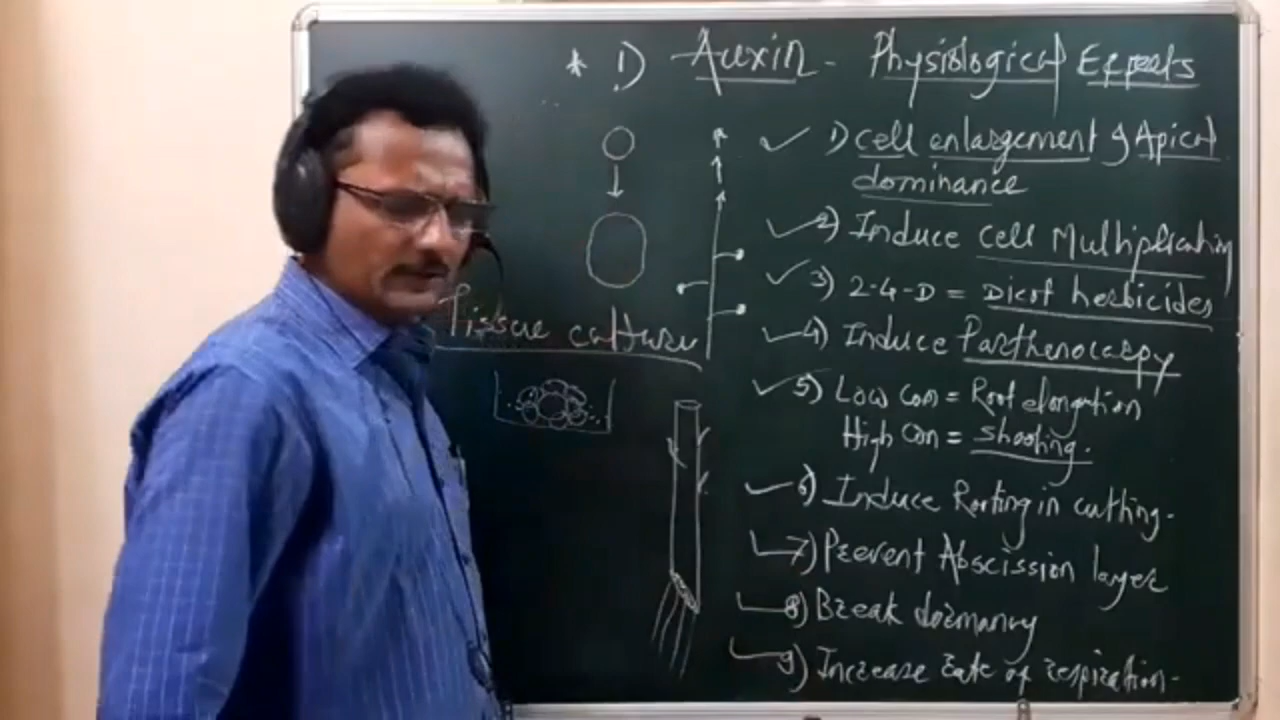 * 1) Auxin - Physiological Effects
1) cell enlargement & Apical
dominance
2) Induce cell Multiplication
3) 2-4-D = Dicot herbicides
4) Induce Parthenocarpy
5) Low Con = Root elongation
High Con = shooting.
6) Induce Rooting in cutting.
7) Prevent Abscission layer
8) Break dormancy
9) Increase rate of respiration.
Tissue culture